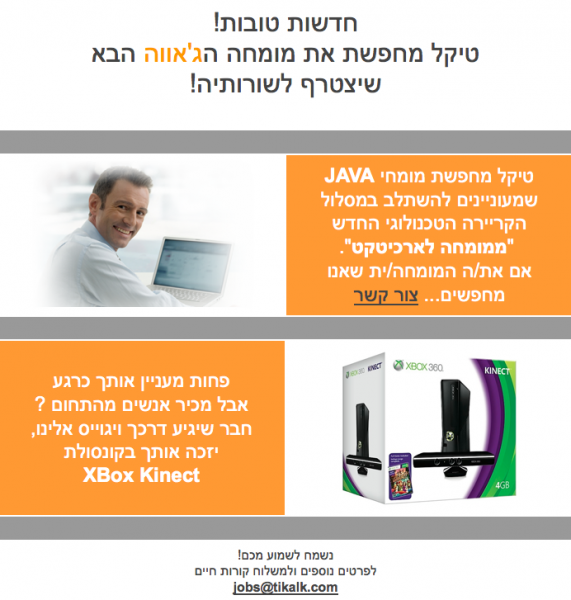 חדשות טובות!
טיקל מחפשת את מומחה הג'אווה הבא
שיצטרף לשורותיה!
טיקל מחפשת מומחי JAVA
שמעוניינים להשתלב במסלול
הקריירה הטכנולוגי החדש
"ממומחה לארכיטקט".
אם את/ה המומחה/ית שאנו
מחפשים... צור קשר
פחות מעניין אותך כרגע
אבל מכיר אנשים מהתחום ?
חבר שיגיע דרכך ויגוייס אלינו,
יזכה אותך בקונסולת
XBox Kinect
XBOX 360
KINECT
4GB
נשמח לשמוע מכם!
לפרטים נוספים ולמשלוח קורות חיים
jobs@tikalk.com